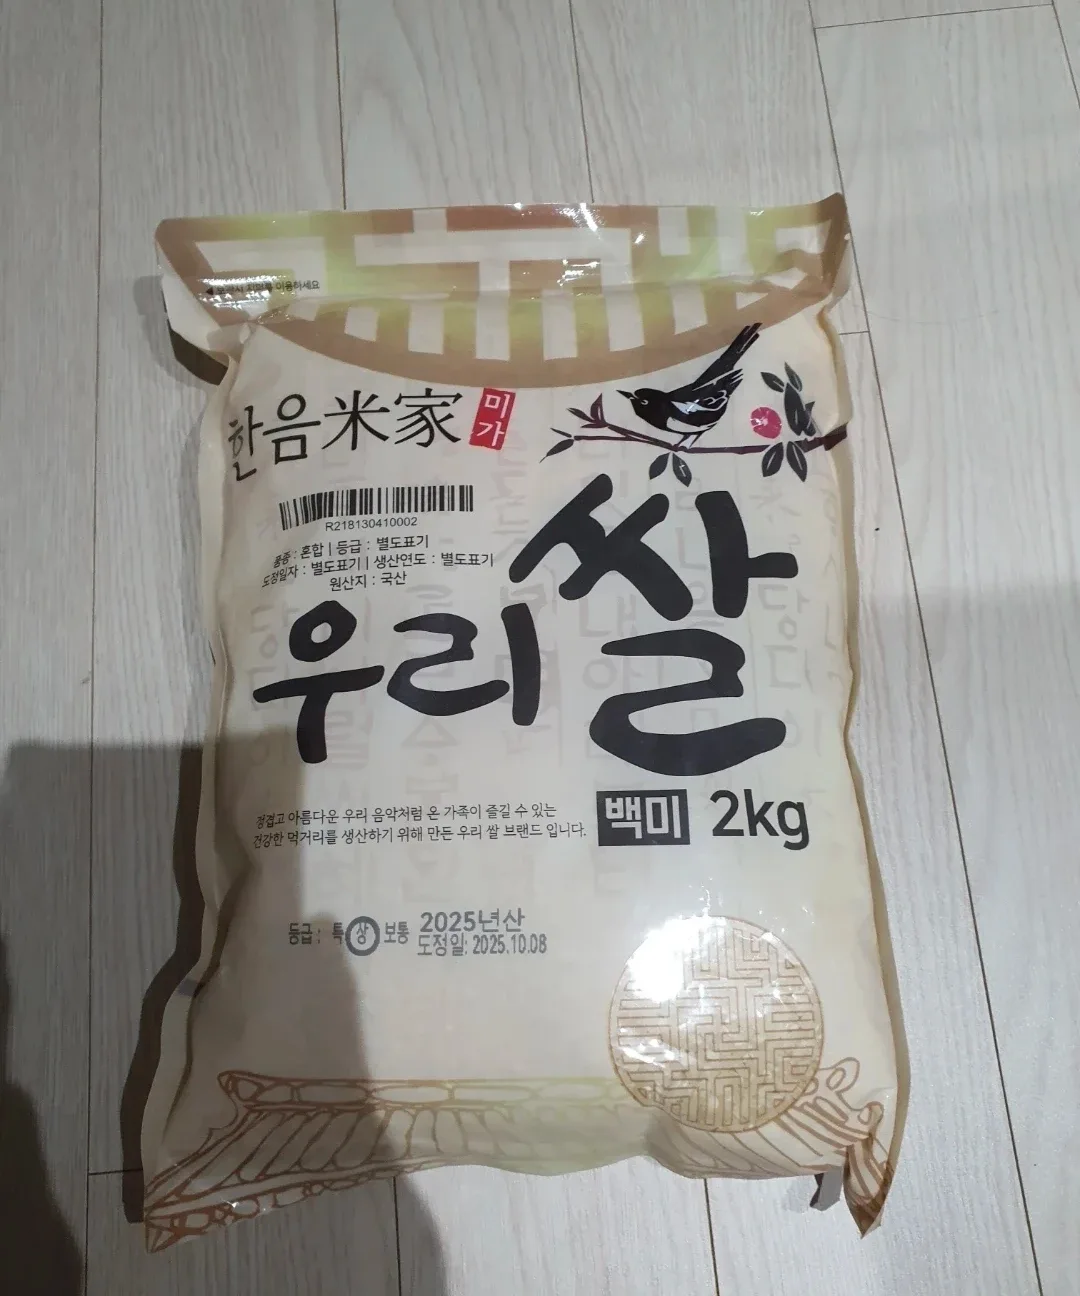 이용하세요
한음米家 미가
R218130410002
품종 : 혼합 | 등급 : 별도표기
도정일자 : 별도표기 | 생산연도 : 별도표기
원산지 : 국산
우리쌀
정겹고 아름다운 우리 음악처럼 온 가족이 즐길 수 있는
건강한 먹거리를 생산하기 위해 만든 우리 쌀 브랜드 입니다.
백미 2kg
등급 : 특 상 보통 2025년산
도정일: 2025.10.08